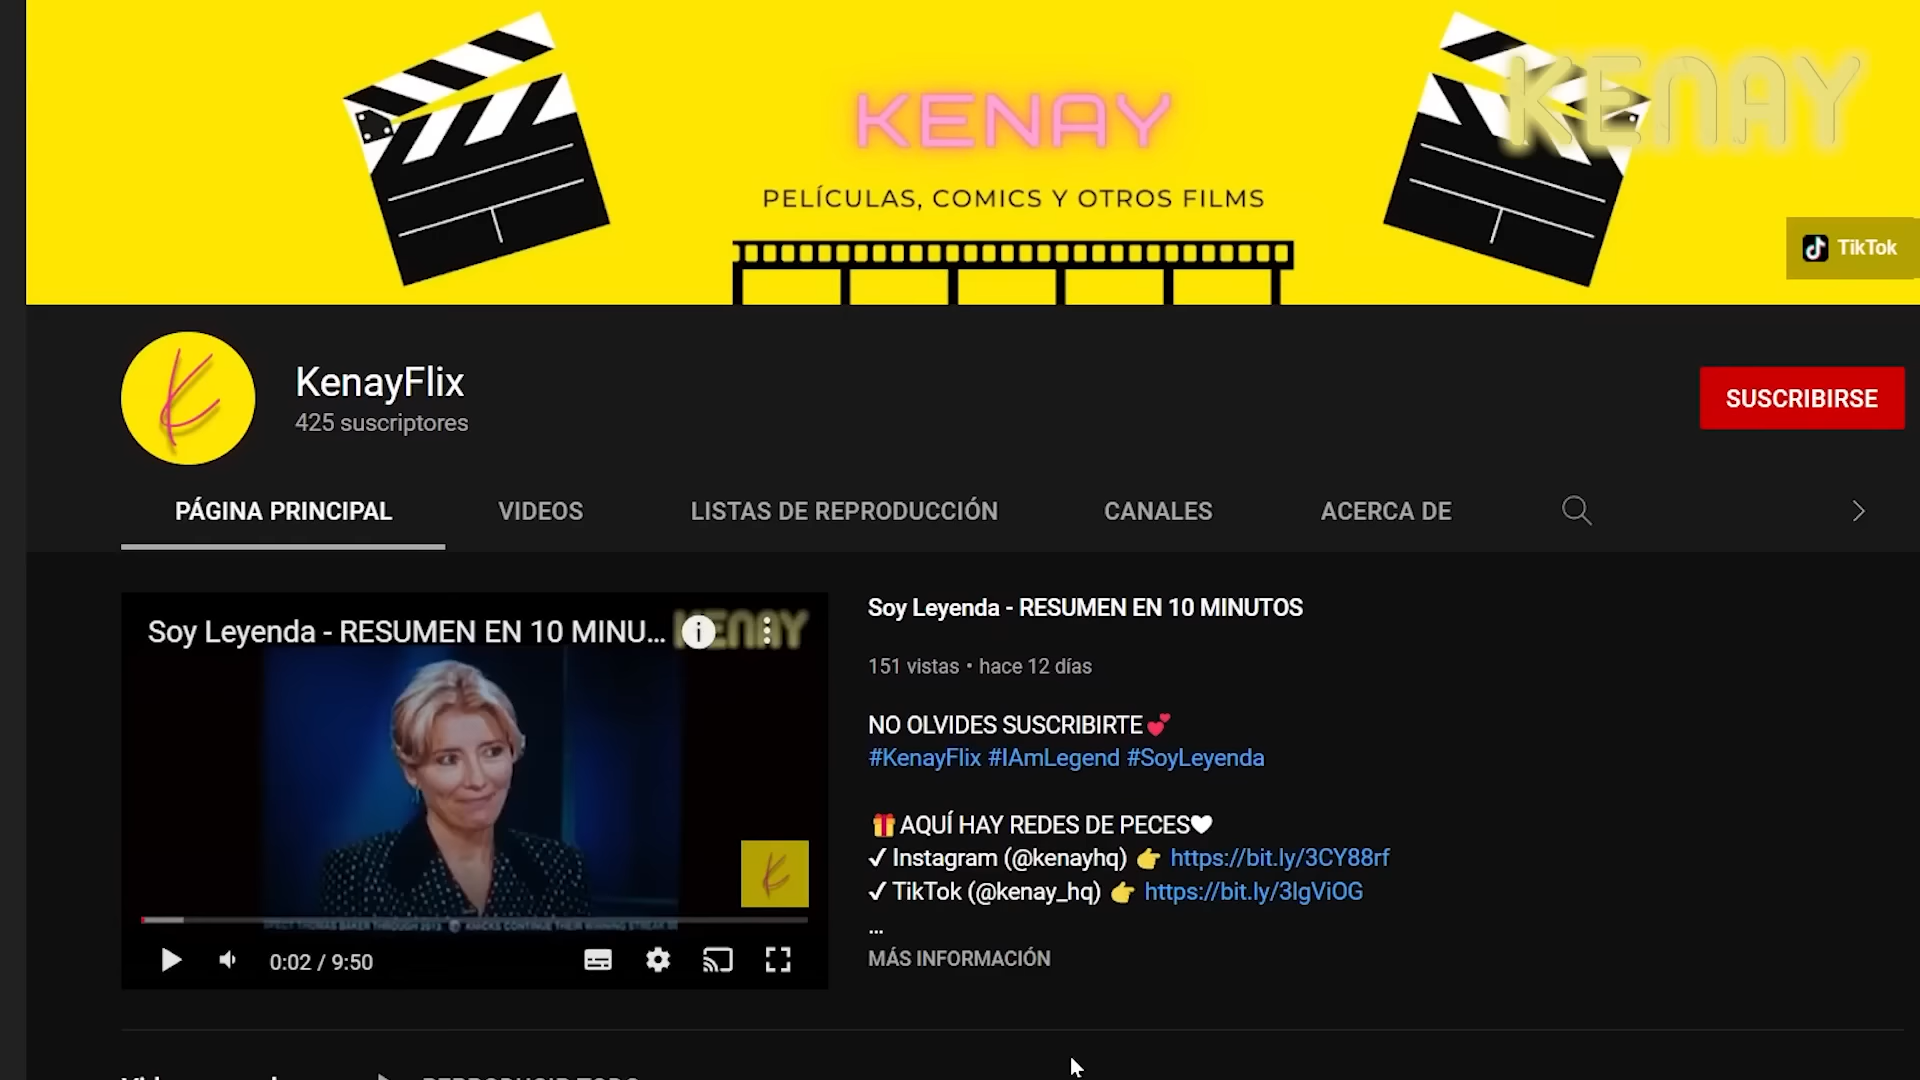 KENAY
KENAY
PELÍCULAS, COMICS Y OTROS FILMS
TikTok
KenayFlix
425 suscriptores
SUSCRIBIRSE
PÁGINA PRINCIPAL
VIDEOS
LISTAS DE REPRODUCCIÓN
CANALES
ACERCA DE
Soy Leyenda - RESUMEN EN 10 MINU...
KENAY
0:02 / 9:50
Soy Leyenda - RESUMEN EN 10 MINUTOS
151 vistas • hace 12 días
NO OLVIDES SUSCRIBIRTE💕
#KenayFlix #IAmLegend #SoyLeyenda
🎁AQUÍ HAY REDES DE PECES🤍
✓ Instagram (@kenayhq) 👉 https://bit.ly/3CY88rf
✓ TikTok (@kenay_hq) 👉 https://bit.ly/3lgViOG
...
MÁS INFORMACIÓN
REPRODUCIR TODO